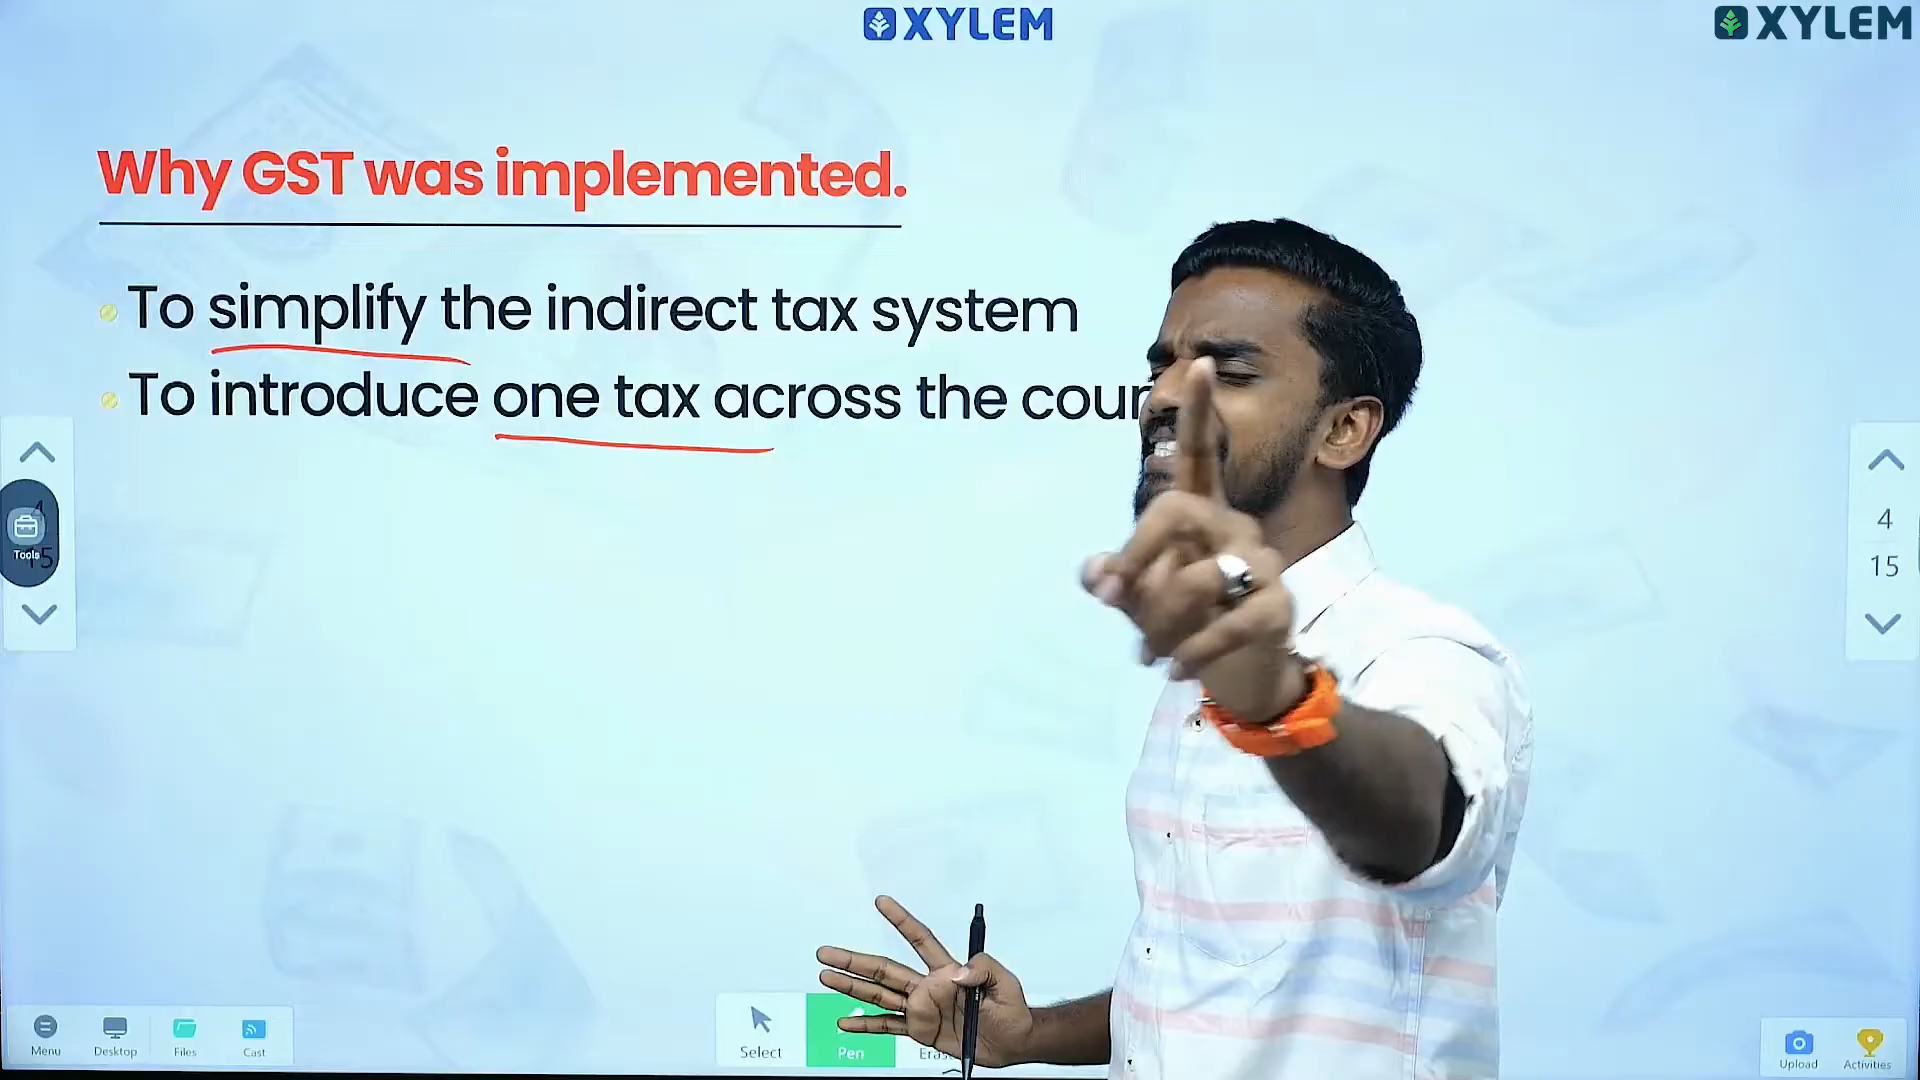 XYLEM
XYLEM
Why GST was implemented.
To simplify the indirect tax system
To introduce one tax across the
Tools
15
4
15
Menu
Desktop
Files
Cast
Select
Pen
Upload
Activities